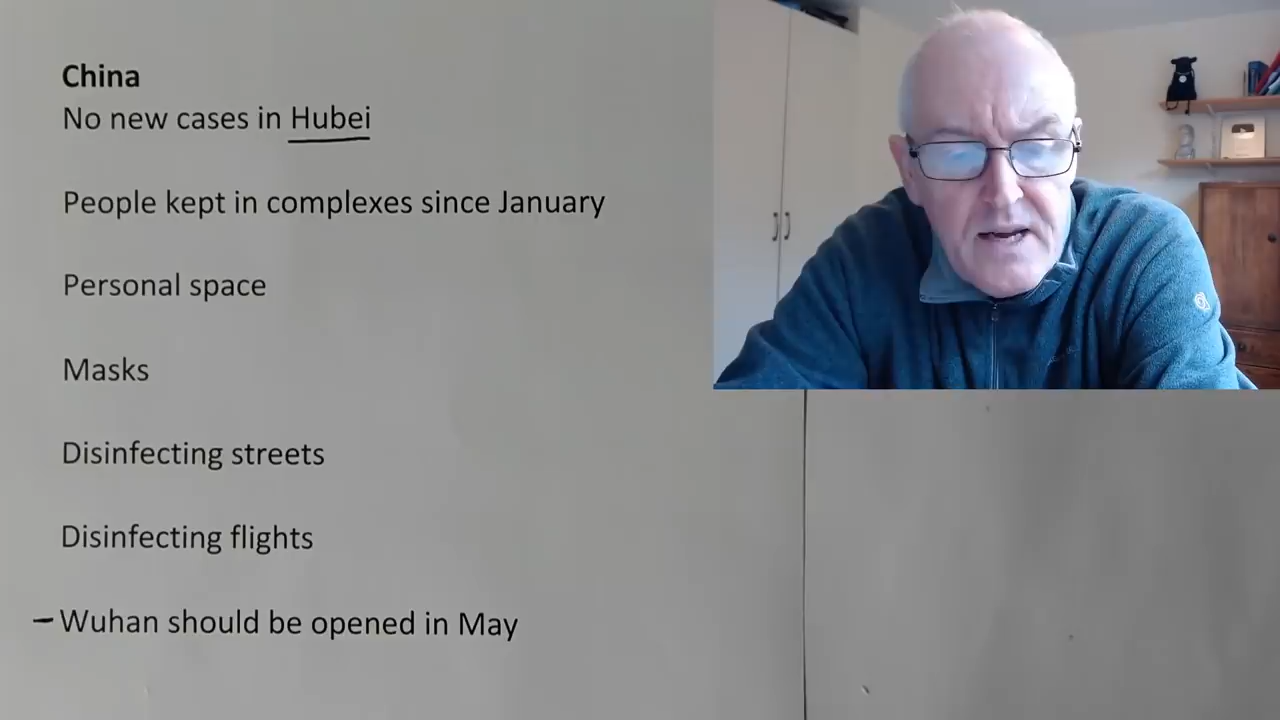 China
No new cases in Hubei
People kept in complexes since January
Personal space
Masks
Disinfecting streets
Disinfecting flights
– Wuhan should be opened in May